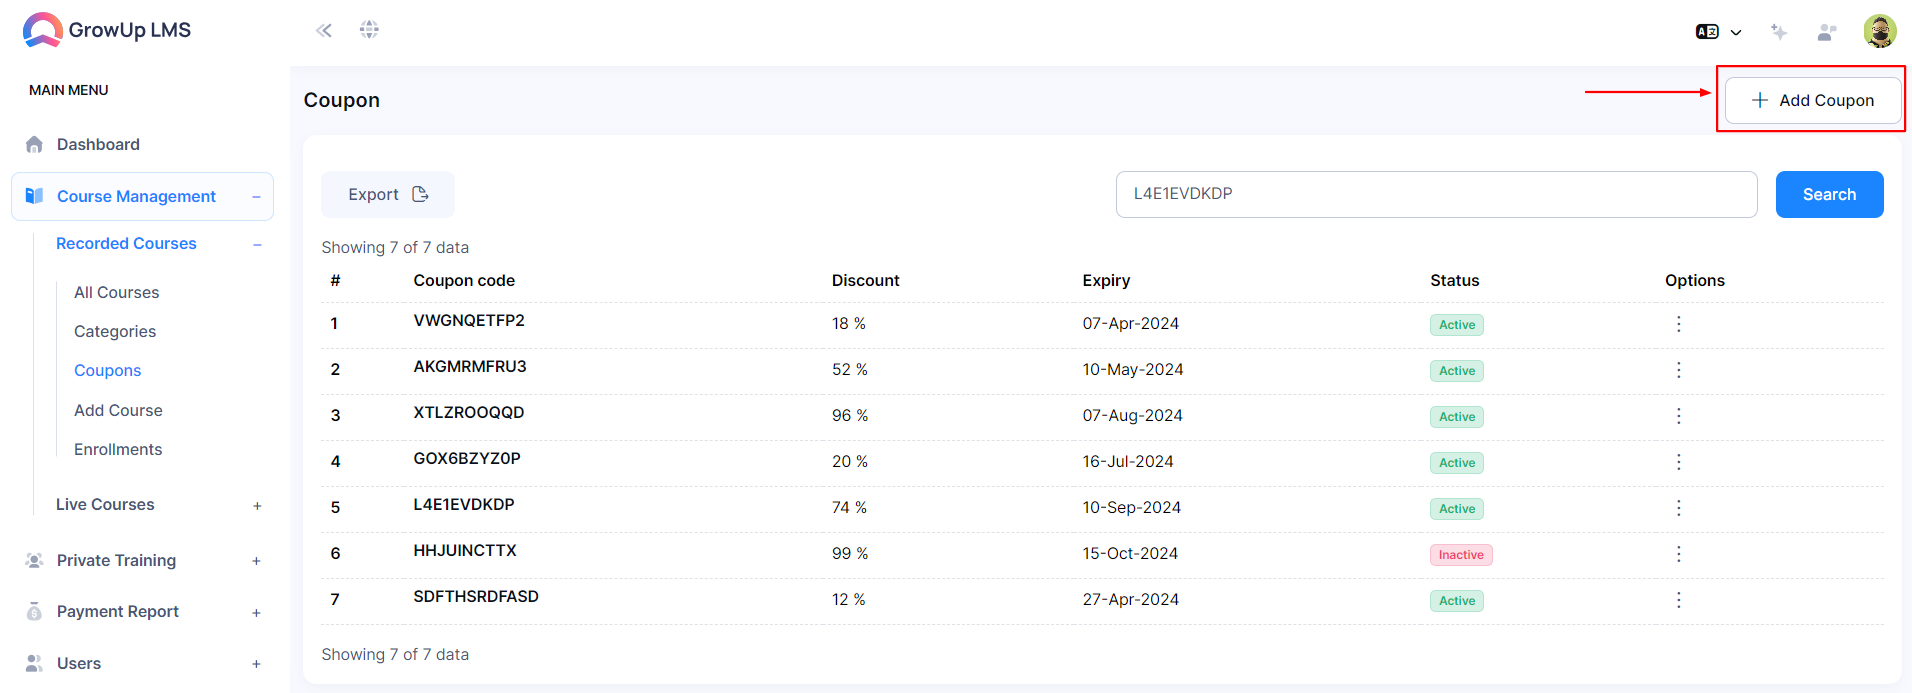 GrowUp LMS
MAIN MENU
Dashboard
Course Management
Recorded Courses
All Courses
Categories
Coupons
Add Course
Enrollments
Live Courses
Private Training
Payment Report
Users
Coupon
+ Add Coupon
Export
L4E1EVDKDP
Search
Showing 7 of 7 data
# Coupon code Discount Expiry Status Options
1 VWGNQETFP2 18 % 07-Apr-2024 Active
2 AKGMRMFRU3 52 % 10-May-2024 Active
3 XTLZROOQQD 96 % 07-Aug-2024 Active
4 GOX6BZYZ0P 20 % 16-Jul-2024 Active
5 L4E1EVDKDP 74 % 10-Sep-2024 Active
6 HHJUINCTTX 99 % 15-Oct-2024 Inactive
7 SDFTHSRDFASD 12 % 27-Apr-2024 Active
Showing 7 of 7 data